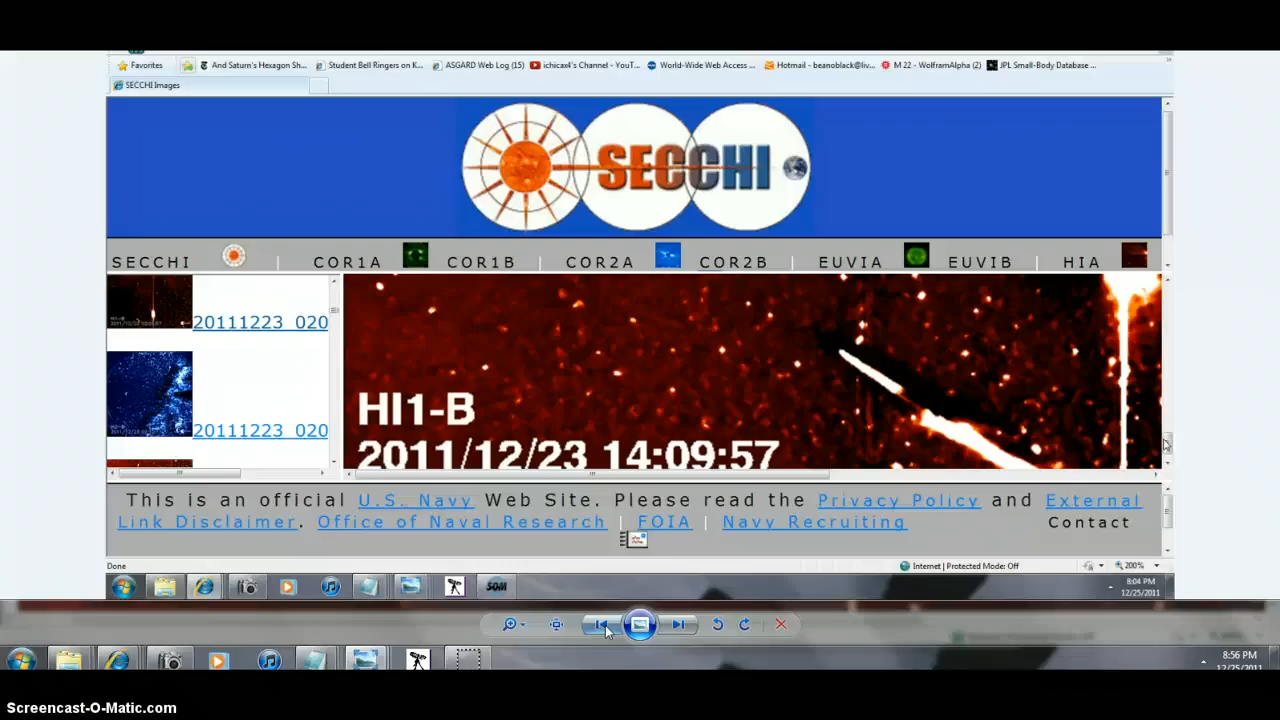 Favorites And Saturn's Hexagon Sh... Student Bell Ringers on K... ASGARD Web Log (15) ichicax4's Channel - YouT... World-Wide Web Access ... Hotmail - beanoblack@liv... M 22 - WolframAlpha (2) JPL Small-Body Database ...
SECCHI Images
SECCHI
SECCHI | COR1A COR1B | COR2A COR2B | EUVIA EUVIB | HIA
20111223_020
20111223_020
HI1-B
2011/12/23 14:09:57
This is an official U.S. Navy Web Site. Please read the Privacy Policy and External
Link Disclaimer. Office of Naval Research | FOIA | Navy Recruiting
Contact
Done Internet | Protected Mode: Off 200%
SOM 8:04 PM
12/25/2011
8:56 PM
12/25/2011
Screencast-O-Matic.com